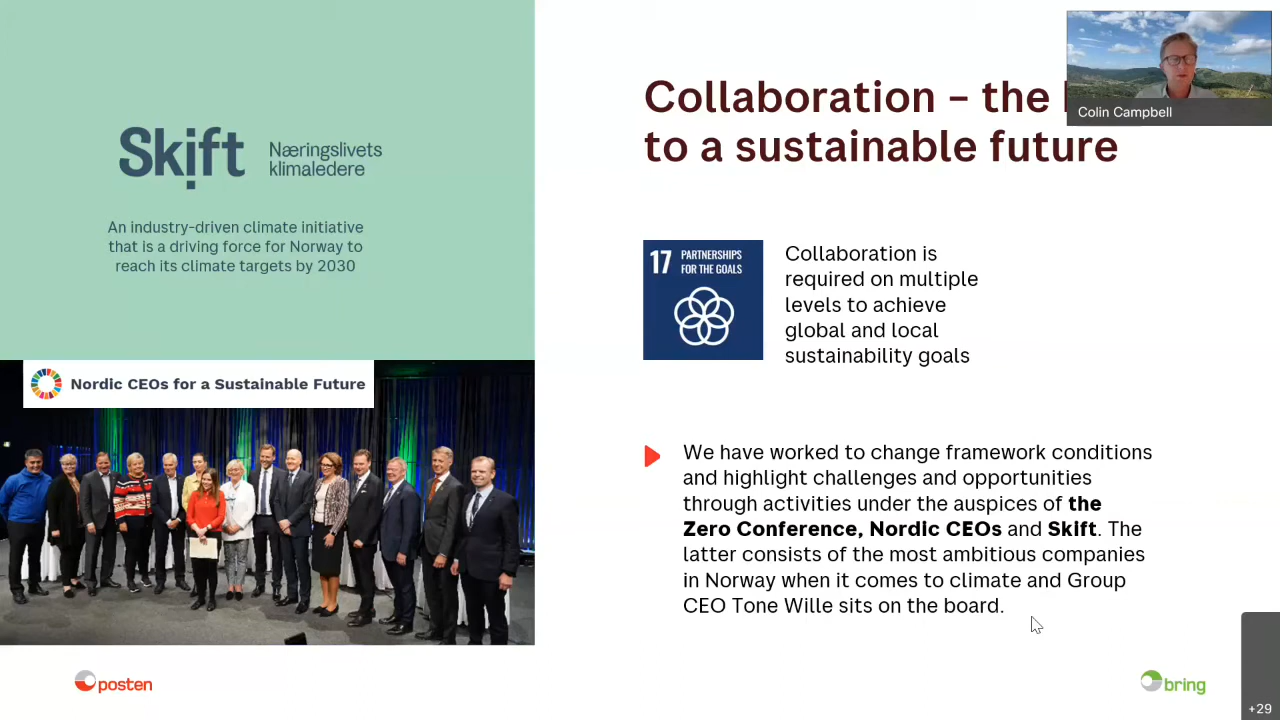 Skift
Næringslivets
klimaledere
An industry-driven climate initiative
that is a driving force for Norway to
reach its climate targets by 2030
Nordic CEOs for a Sustainable Future
posten
Collaboration – the
to a sustainable future
Colin Campbell
17 PARTNERSHIPS
FOR THE GOALS
Collaboration is
required on multiple
levels to achieve
global and local
sustainability goals
We have worked to change framework conditions
and highlight challenges and opportunities
through activities under the auspices of the
Zero Conference, Nordic CEOs and Skift. The
latter consists of the most ambitious companies
in Norway when it comes to climate and Group
CEO Tone Wille sits on the board.
bring
+29